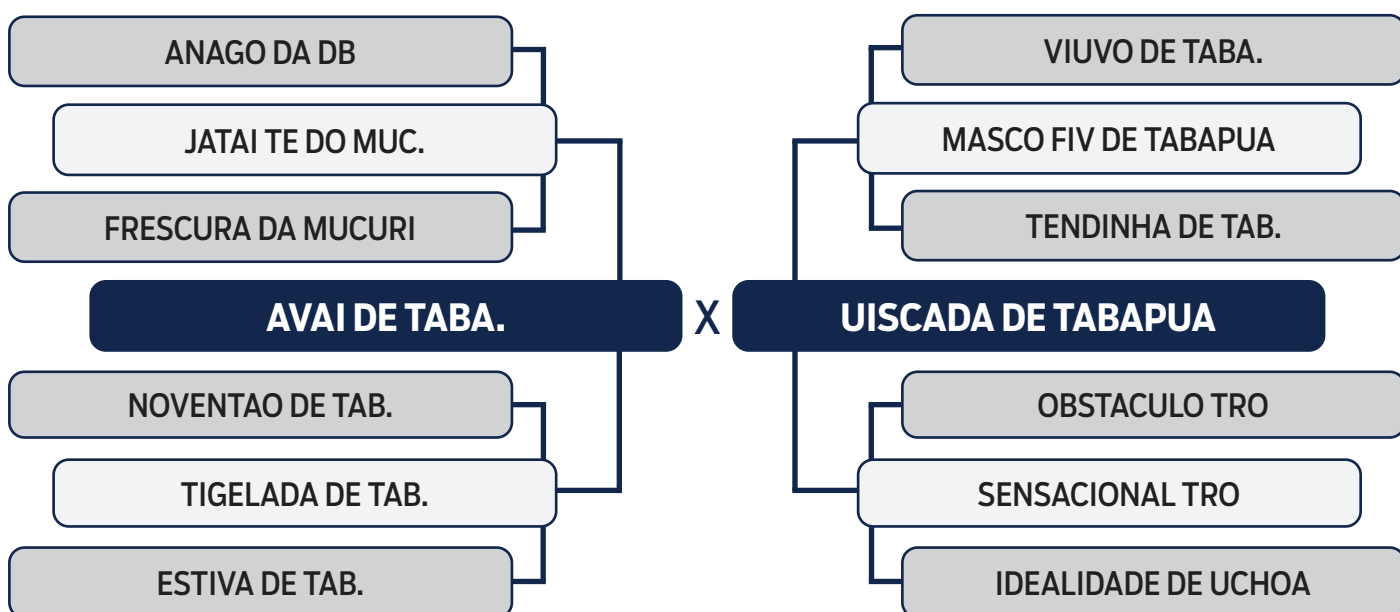 ANAGO DA DB
JATAI TE DO MUC.
FRESCURA DA MUCURI
AVAI DE TABA.
NOVENTAO DE TAB.
TIGELADA DE TAB.
ESTIVA DE TAB.
X
VIUVO DE TABA.
MASCO FIV DE TABAPUA
TENDINHA DE TAB.
UISCADA DE TABAPUA
OBSTACULO TRO
SENSACIONAL TRO
IDEALIDADE DE UCHOA